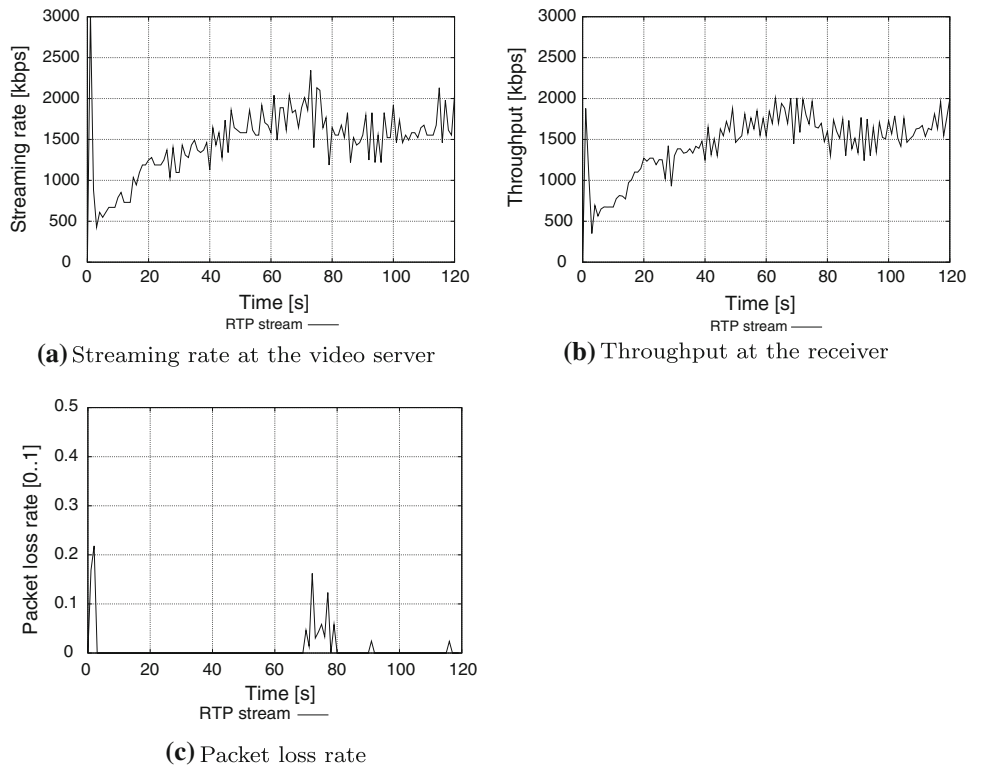 Streaming rate [kbps]
3000
2500
2000
1500
1000
500
0
0 20 40 60 80 100 120
Time [s]
RTP stream
(a) Streaming rate at the video server
Throughput [kbps]
3000
2500
2000
1500
1000
500
0
0 20 40 60 80 100 120
Time [s]
RTP stream
(b) Throughput at the receiver
Packet loss rate [0..1]
0.5
0.4
0.3
0.2
0.1
0
0 20 40 60 80 100 120
Time [s]
RTP stream
(c) Packet loss rate